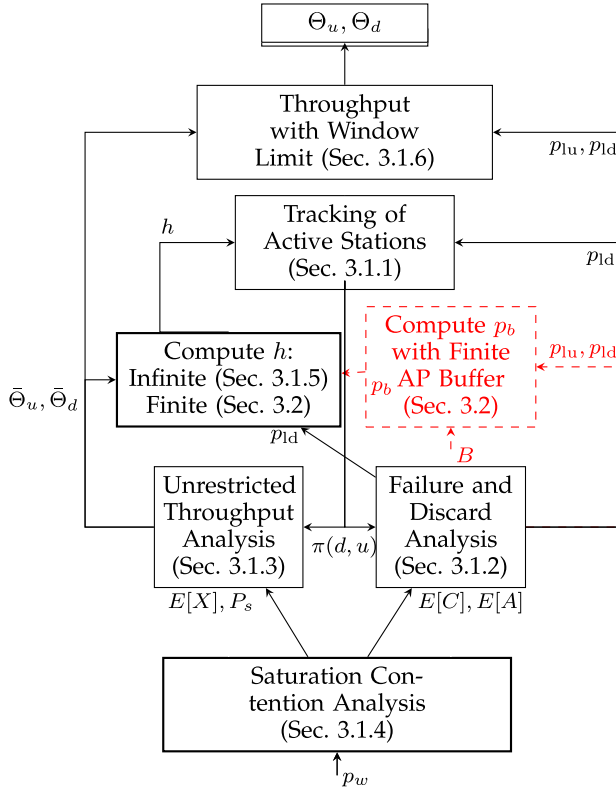 Θ_u, Θ_d
Throughput
with Window
Limit (Sec. 3.1.6)
p_lu, p_ld
h
Tracking of
Active Stations
(Sec. 3.1.1)
p_ld
Compute h:
Infinite (Sec. 3.1.5)
Finite (Sec. 3.2)
Compute p_b
with Finite
AP Buffer
(Sec. 3.2)
p_lu, p_ld
p_b
Θ̄_u, Θ̄_d
p_ld
B
Unrestricted
Throughput
Analysis
(Sec. 3.1.3)
π(d, u)
Failure and
Discard
Analysis
(Sec. 3.1.2)
E[X], P_s
E[C], E[A]
Saturation Con-
tention Analysis
(Sec. 3.1.4)
p_w